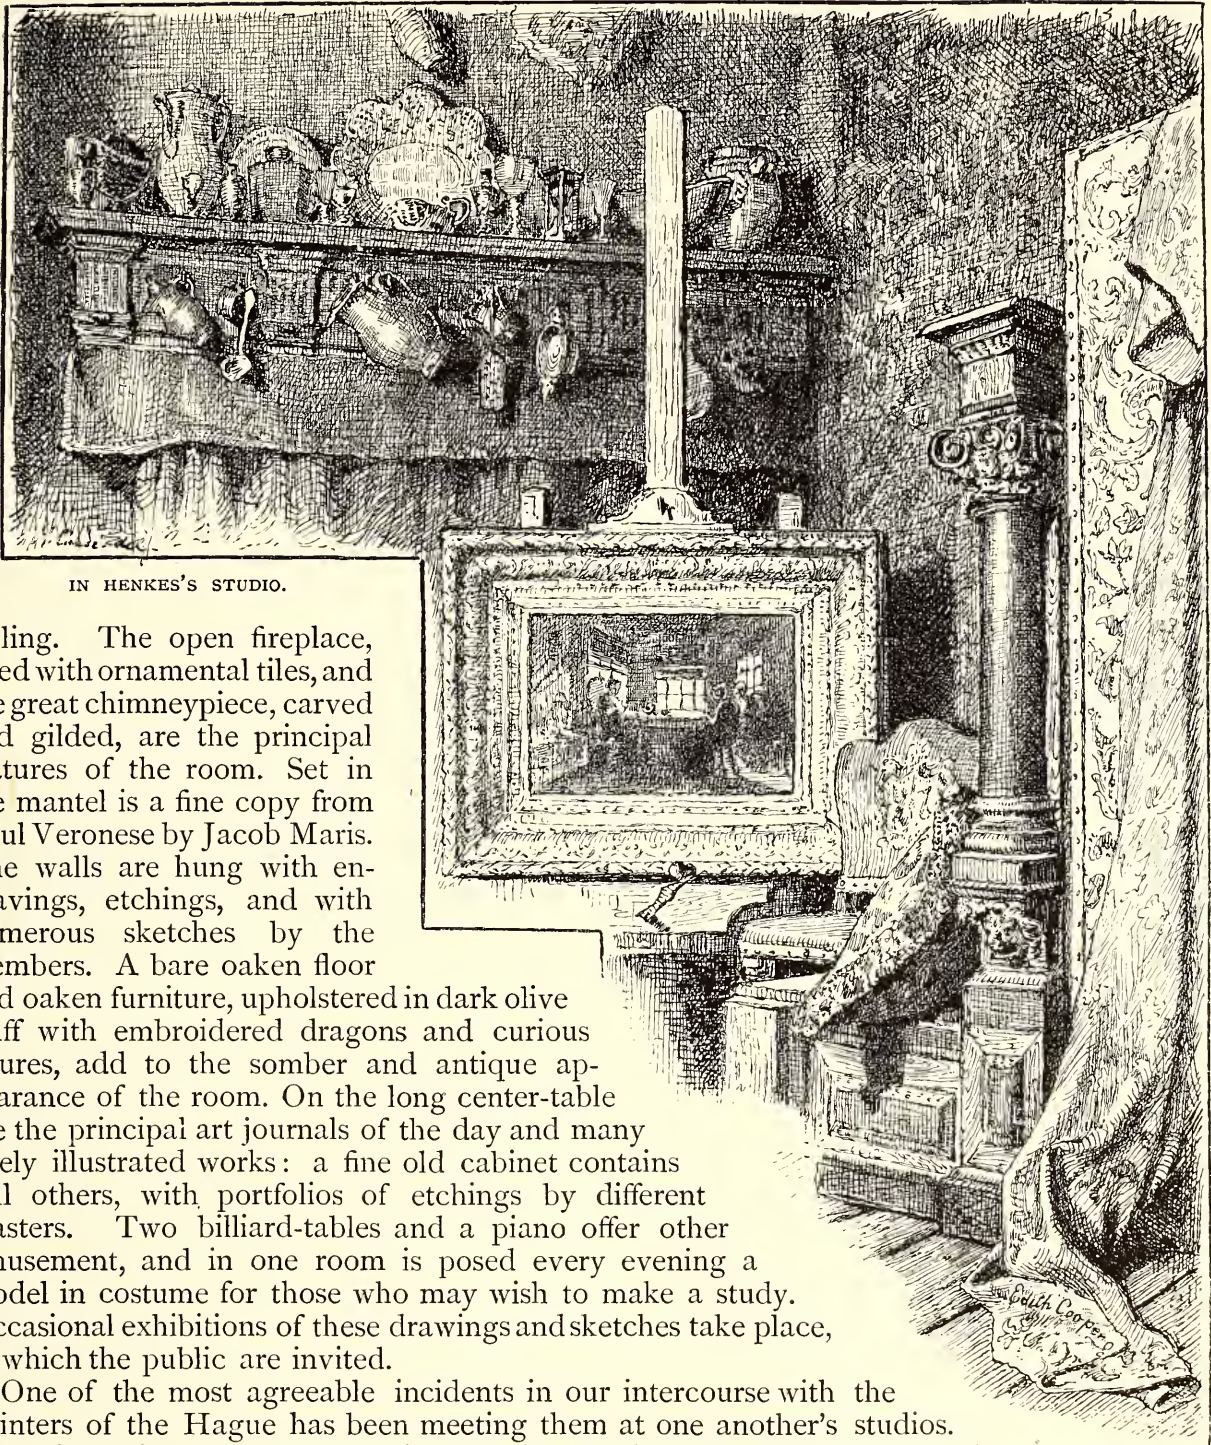 IN HENKES'S STUDIO.
ling. The open fireplace,
ed with ornamental tiles, and
e great chimneypiece, carved
d gilded, are the principal
tures of the room. Set in
e mantel is a fine copy from
ul Veronese by Jacob Maris.
e walls are hung with en-
avings, etchings, and with
merous sketches by the
embers. A bare oaken floor
d oaken furniture, upholstered in dark olive
ff with embroidered dragons and curious
ures, add to the somber and antique ap-
arance of the room. On the long center-table
e the principal art journals of the day and many
ely illustrated works: a fine old cabinet contains
l others, with portfolios of etchings by different
asters. Two billiard-tables and a piano offer other
usement, and in one room is posed every evening a
odel in costume for those who may wish to make a study.
ccasional exhibitions of these drawings and sketches take place,
which the public are invited.
One of the most agreeable incidents in our intercourse with the
inters of the Hague has been meeting them at one another's studios.
Edith Cooper